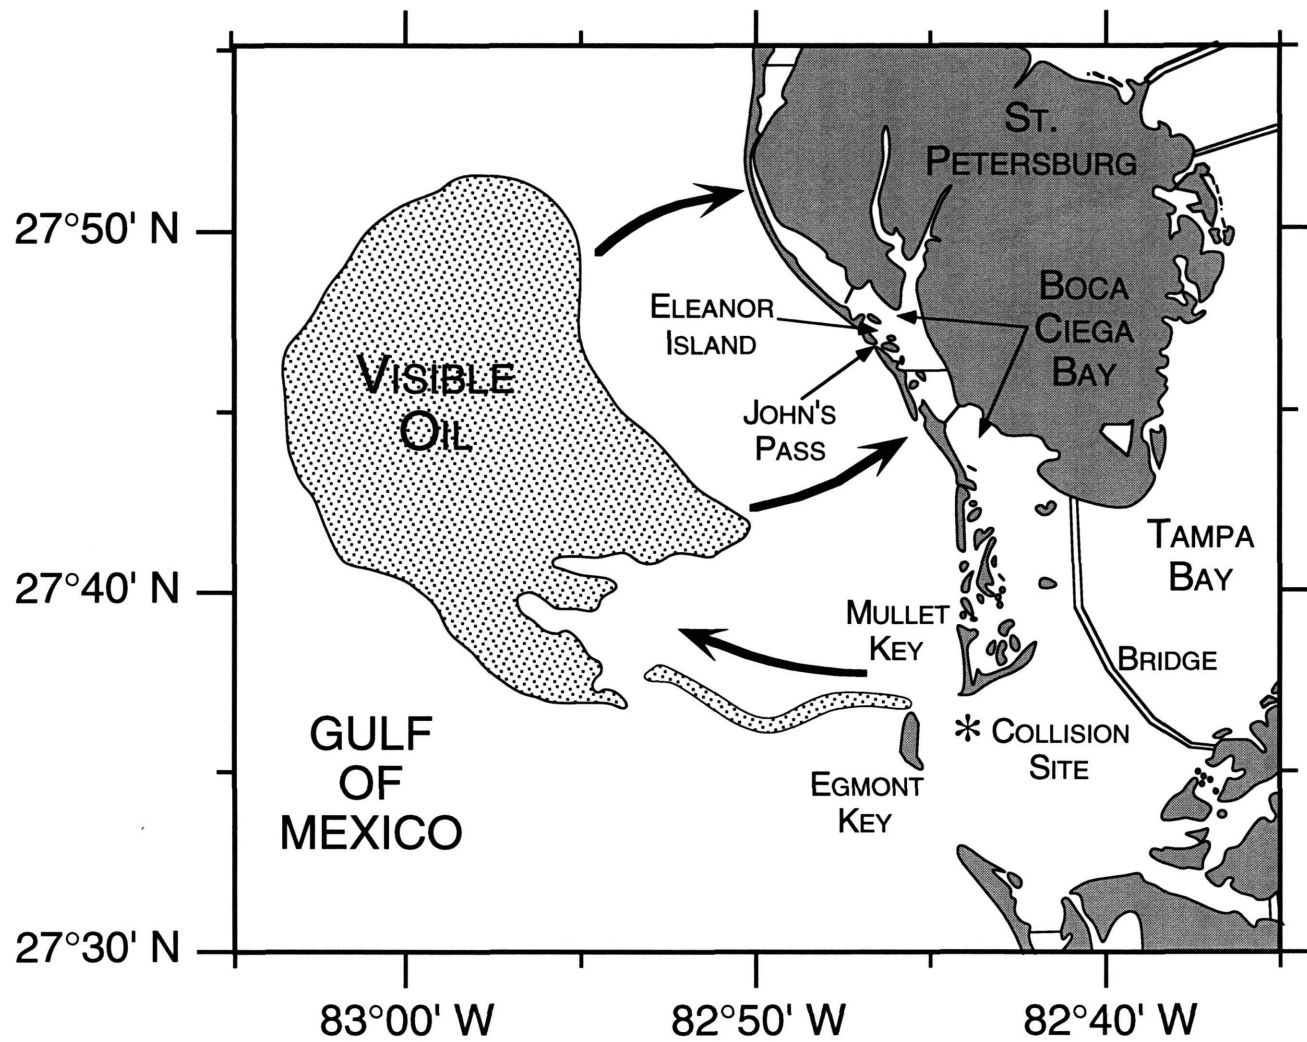 St.
Petersburg
27°50' N
Eleanor
Island
Boca
Ciega
Bay
Visible
Oil
John's
Pass
Tampa
Bay
27°40' N
Mullet
Key
Bridge
Gulf
of
Mexico
* Collision
Site
Egmont
Key
27°30' N
83°00' W
82°50' W
82°40' W